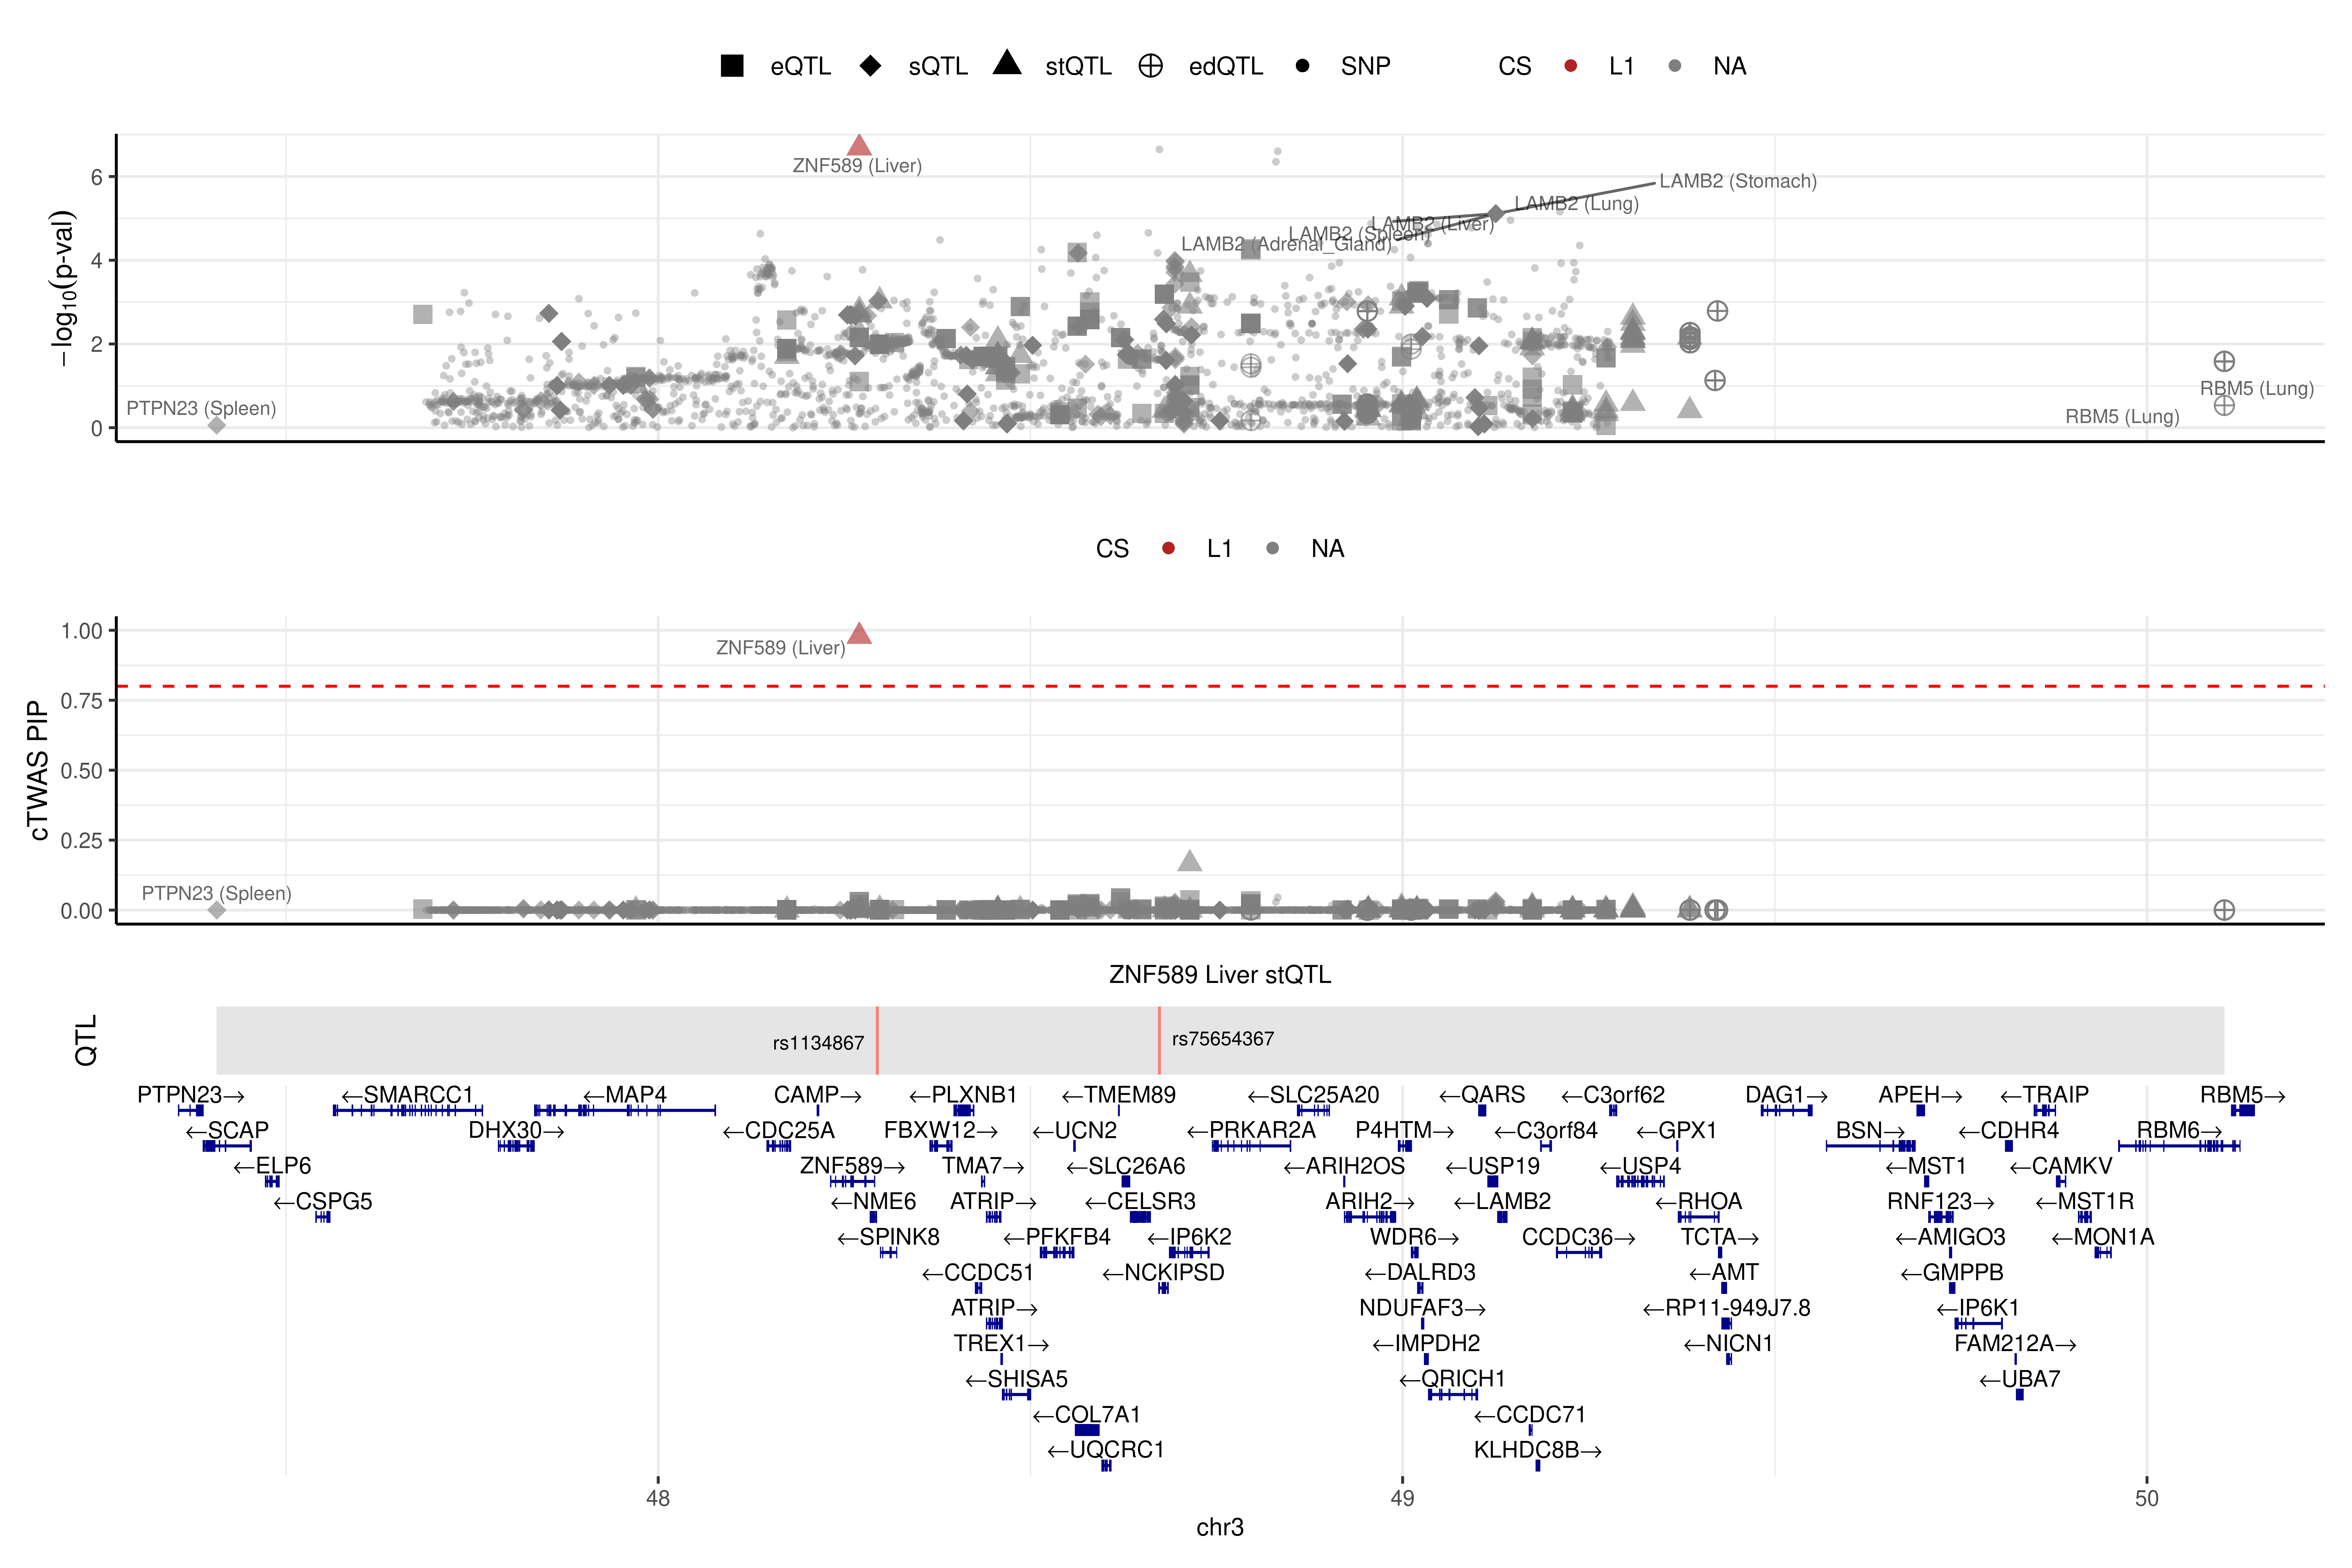 eQTL sQTL stQTL edQTL SNP CS L1 NA
−log10(p-val)
6
4
2
0
ZNF589 (Liver)
LAMB2 (Stomach)
LAMB2 (Lung)
LAMB2 (Liver)
LAMB2 (Spleen)
LAMB2 (Adrenal_Gland)
PTPN23 (Spleen)
RBM5 (Lung)
RBM5 (Lung)
CS L1 NA
cTWAS PIP
1.00
0.75
0.50
0.25
0.00
ZNF589 (Liver)
PTPN23 (Spleen)
ZNF589 Liver stQTL
QTL
rs1134867
rs75654367
PTPN23→ ←SMARCC1 ←MAP4 CAMP→ ←PLXNB1 ←TMEM89 ←SLC25A20 ←QARS ←C3orf62 DAG1→ APEH→ ←TRAIP RBM5→
←SCAP DHX30→ ←CDC25A FBXW12→ ←UCN2 ←PRKAR2A P4HTM→ ←C3orf84 ←GPX1 BSN→ ←CDHR4 RBM6→
←ELP6 ZNF589→ TMA7→ ←SLC26A6 ←ARIH2OS ←USP19 ←USP4 ←MST1 ←CAMKV
←CSPG5 ←NME6 ATRIP→ ←CELSR3 ARIH2→ ←LAMB2 ←RHOA RNF123→ ←MST1R
←SPINK8 ←PFKFB4 ←IP6K2 WDR6→ CCDC36→ TCTA→ ←AMIGO3 ←MON1A
←CCDC51 ←NCKIPSD ←DALRD3 ←AMT ←GMPPB
ATRIP→ NDUFAF3→ ←RP11-949J7.8 ←IP6K1
TREX1→ ←IMPDH2 ←NICN1 FAM212A→
←SHISA5 ←QRICH1 ←UBA7
←COL7A1 ←CCDC71
←UQCRC1 KLHDC8B→
48 49 50
chr3